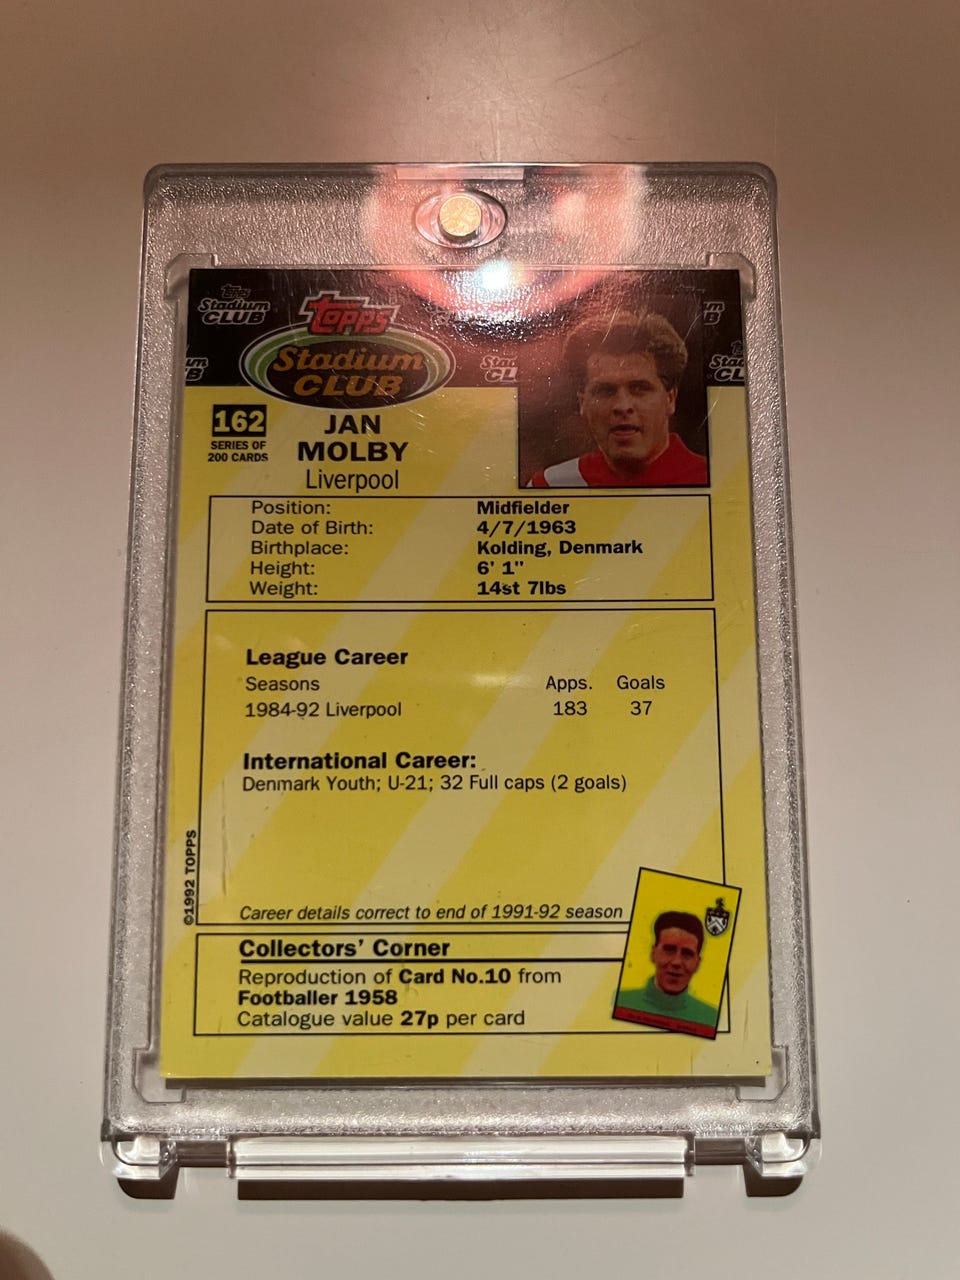 Topps
Stadium
CLUB
Topps
Stadium
CLUB
162
SERIES OF
200 CARDS
JAN
MOLBY
Liverpool
Position: Midfielder
Date of Birth: 4/7/1963
Birthplace: Kolding, Denmark
Height: 6' 1"
Weight: 14st 7lbs
League Career
Seasons Apps. Goals
1984-92 Liverpool 183 37
International Career:
Denmark Youth; U-21; 32 Full caps (2 goals)
©1992 TOPPS
Career details correct to end of 1991-92 season
Collectors' Corner
Reproduction of Card No.10 from
Footballer 1958
Catalogue value 27p per card